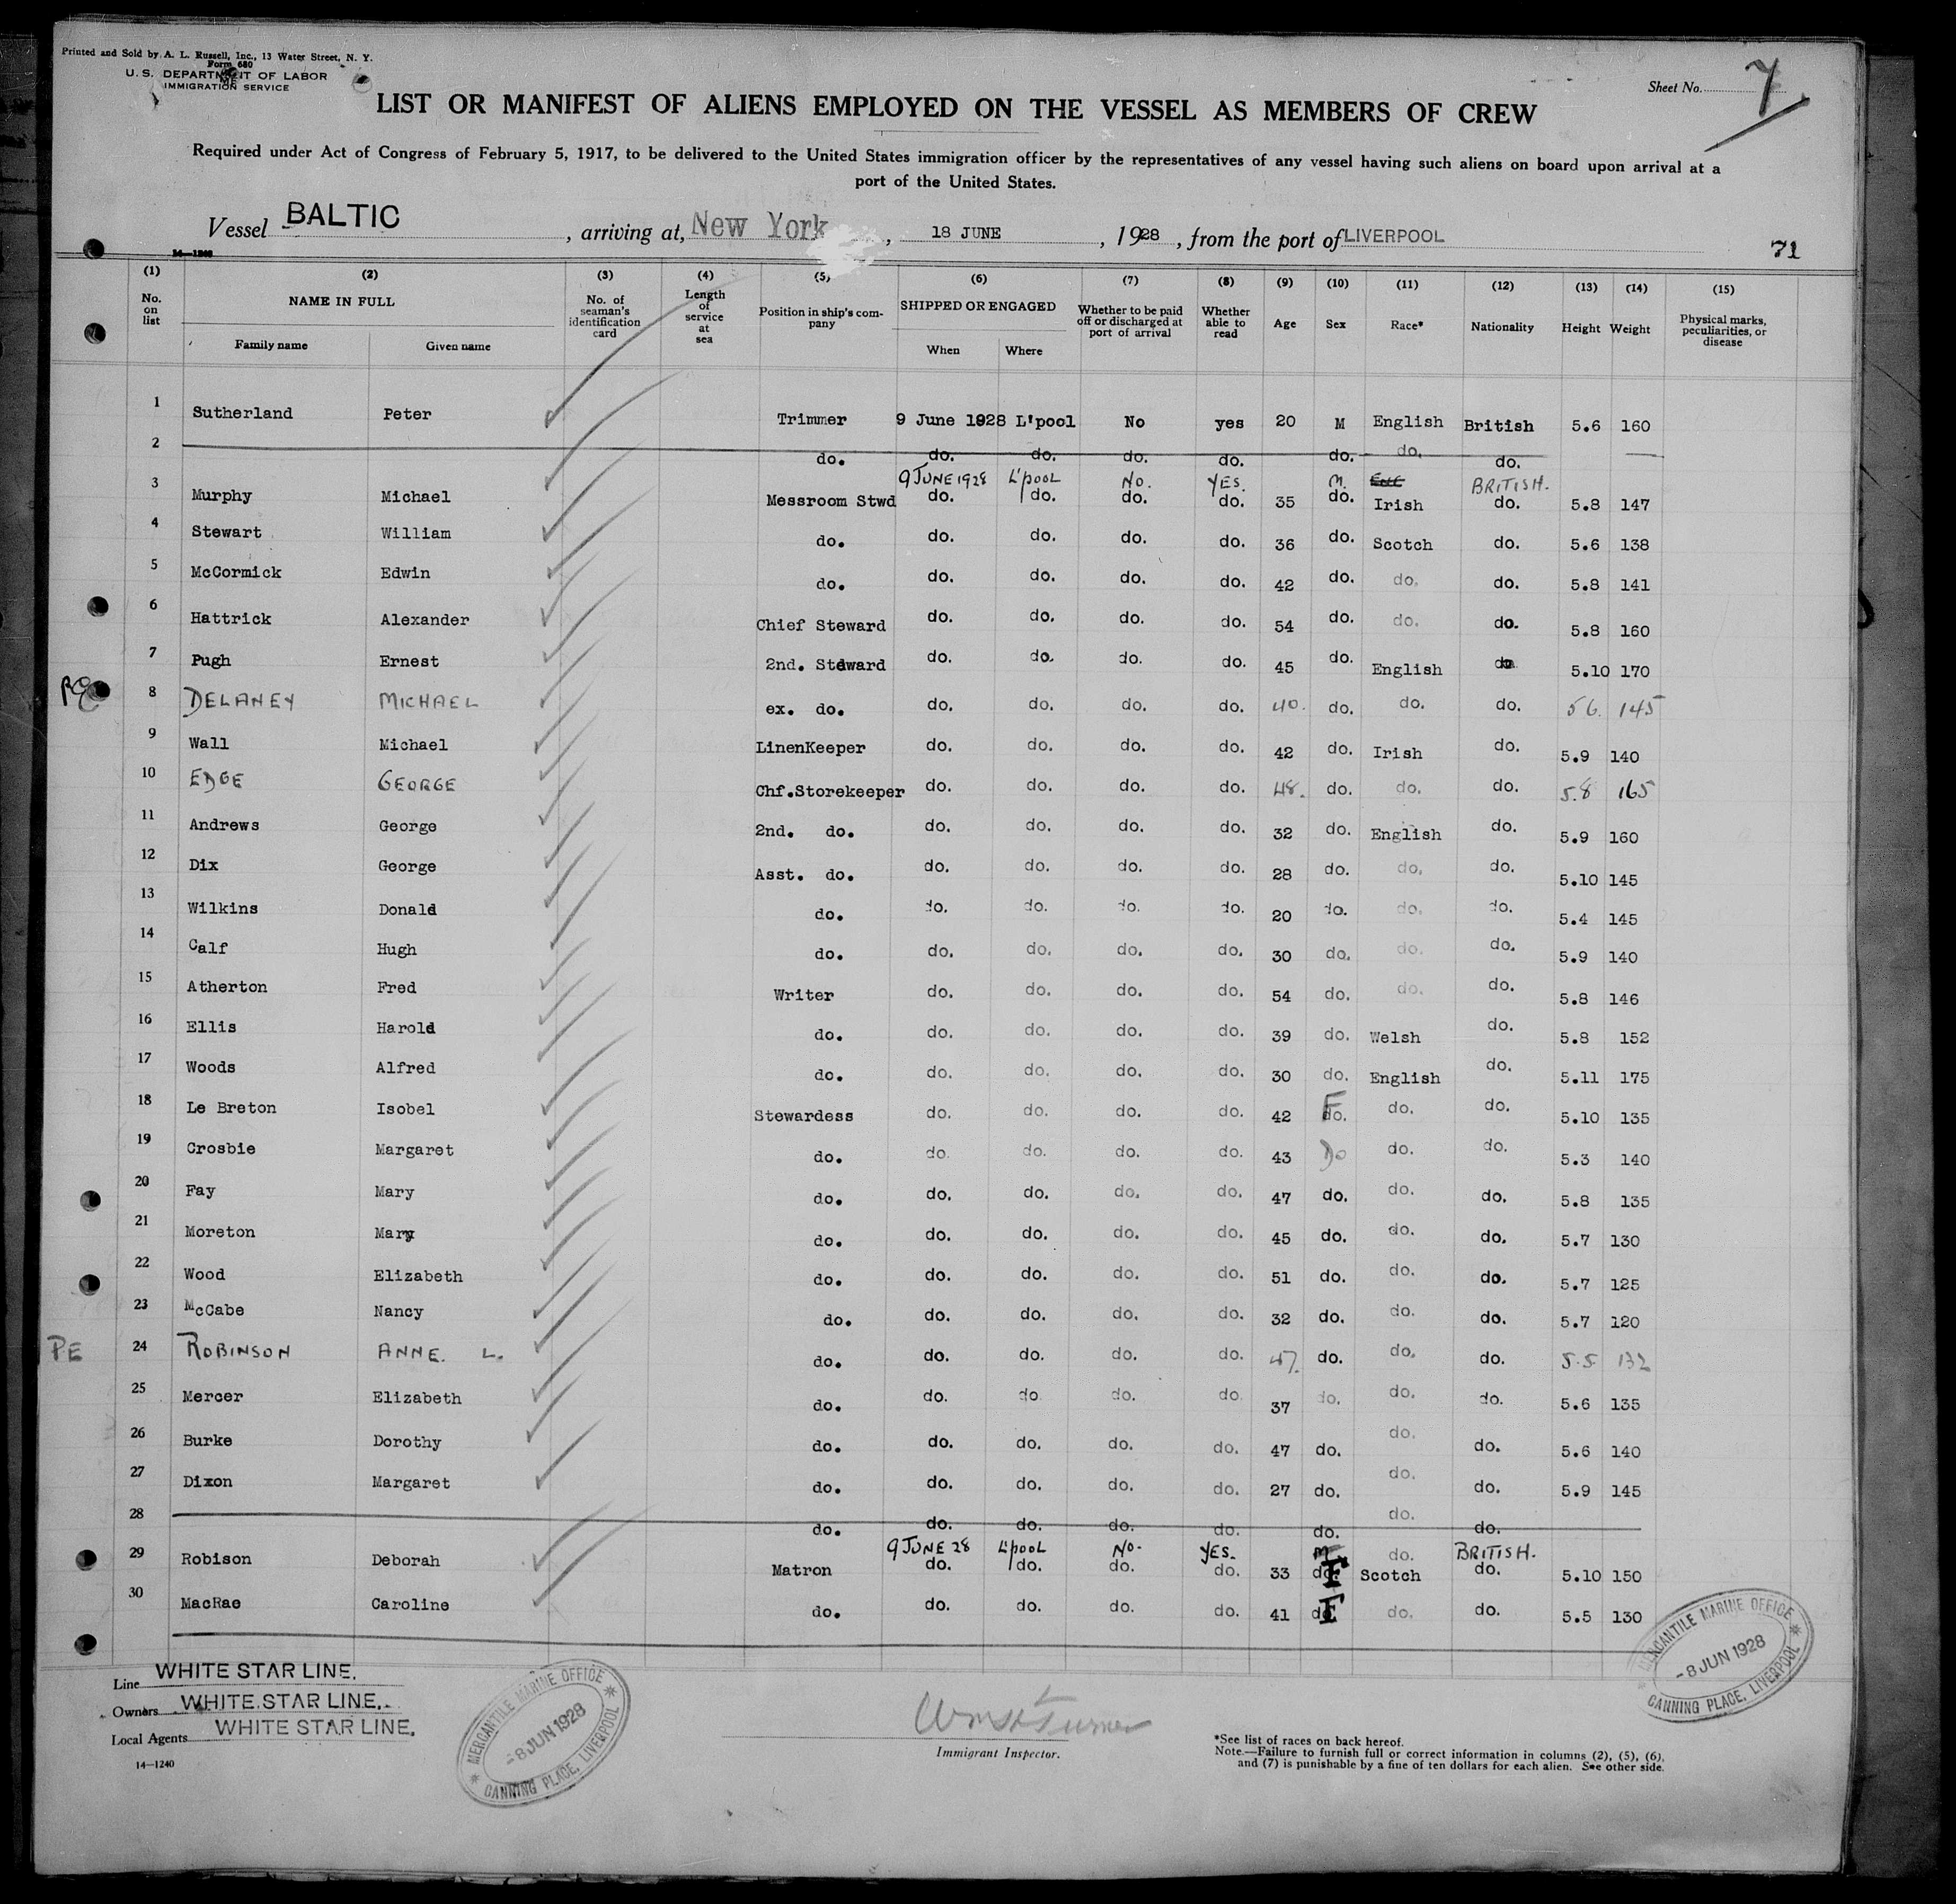 Printed and Sold by A. L. Russell, Inc., 13 Water Street, N. Y.
Form 680
U. S. DEPARTMENT OF LABOR
IMMIGRATION SERVICE
Sheet No. 7
LIST OR MANIFEST OF ALIENS EMPLOYED ON THE VESSEL AS MEMBERS OF CREW
Required under Act of Congress of February 5, 1917, to be delivered to the United States immigration officer by the representatives of any vessel having such aliens on board upon arrival at a
port of the United States.
Vessel BALTIC, arriving at, New York, 18 JUNE, 1928, from the port of LIVERPOOL
71
14—1240
(1) (2) (3) (4) (5) (6) (7) (8) (9) (10) (11) (12) (13) (14) (15)
No. on list NAME IN FULL Family name Given name No. of seaman's identification card Length of service at sea Position in ship's company SHIPPED OR ENGAGED When Where Whether to be paid off or discharged at port of arrival Whether able to read Age Sex Race* Nationality Height Weight Physical marks, peculiarities, or disease
1 Sutherland Peter Trimmer 9 June 1928 L'pool No yes 20 M English British 5.6 160
2 do. do. do. do. do. do. do. do.
9 JUNE 1928 L'POOL NO. YES. M. BRITISH.
3 Murphy Michael Messroom Stwd do. do. do. do. 35 do. Irish do. 5.8 147
4 Stewart William do. do. do. do. do. 36 do. Scotch do. 5.6 138
5 McCormick Edwin do. do. do. do. do. 42 do. do. do. 5.8 141
6 Hattrick Alexander Chief Steward do. do. do. do. 54 do. do. do. 5.8 160
7 Pugh Ernest 2nd. Steward do. do. do. do. 45 do. English do 5.10 170
8 DELANEY MICHAEL ex. do. do. do. do. do. 40. do. do. do. 5 6. 145
9 Wall Michael LinenKeeper do. do. do. do. 42 do. Irish do. 5.9 140
10 EDGE GEORGE Chf.Storekeeper do. do. do. do. 48. do. do. do. 5.8 165
11 Andrews George 2nd. do. do. do. do. do. 32 do. English do. 5.9 160
12 Dix George Asst. do. do. do. do. do. 28 do. do. do. 5.10 145
13 Wilkins Donald do. do. do. do. do. 20 do. do. do. 5.4 145
14 Calf Hugh do. do. do. do. do. 30 do. do. do. 5.9 140
15 Atherton Fred Writer do. do. do. do. 54 do. do. do. 5.8 146
16 Ellis Harold do. do. do. do. do. 39 do. Welsh do. 5.8 152
17 Woods Alfred do. do. do. do. do. 30 do. English do. 5.11 175
18 Le Breton Isobel Stewardess do. do. do. do. 42 F do. do. do. 5.10 135
19 Crosbie Margaret do. do. do. do. do. 43 Do do. do. 5.3 140
20 Fay Mary do. do. do. do. do. 47 do. do. do. 5.8 135
21 Moreton Mary do. do. do. do. do. 45 do. do. do. 5.7 130
22 Wood Elizabeth do. do. do. do. do. 51 do. do. do. 5.7 125
23 McCabe Nancy do. do. do. do. do. 32 do. do. do. 5.7 120
PE 24 ROBINSON ANNE. L. do. do. do. do. do. 47. do. do. do. 5.5 132
25 Mercer Elizabeth do. do. do do. do 37 do. do. do. 5.6 135
26 Burke Dorothy do. do. do. do. do. 47 do. do. do. 5.6 140
27 Dixon Margaret do. do. do. do. do. 27 do. do. do. 5.9 145
28 do. do. do. do. do. do. do. do.
9 JUNE 28 L'POOL NO. YES. M do. BRITISH.
29 Robison Deborah Matron do. do. do. do. 33 do. F Scotch do. 5.10 150
30 MacRae Caroline do. do. do. do. do. 41 do F do. do. 5.5 130
Line WHITE STAR LINE.
Owners WHITE STAR LINE.
Local Agents WHITE STAR LINE.
14—1240
MERCANTILE MARINE OFFICE
-8 JUN 1928
CANNING PLACE, LIVERPOOL
Immigrant Inspector.
*See list of races on back hereof.
Note.—Failure to furnish full or correct information in columns (2), (5), (6),
and (7) is punishable by a fine of ten dollars for each alien. See other side.
MERCANTILE MARINE OFFICE
-8 JUN 1928
CANNING PLACE, LIVERPOOL